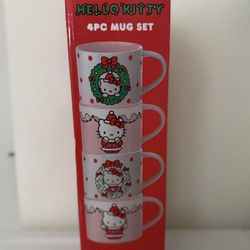 HELLO KITTY
4PC MUG SET